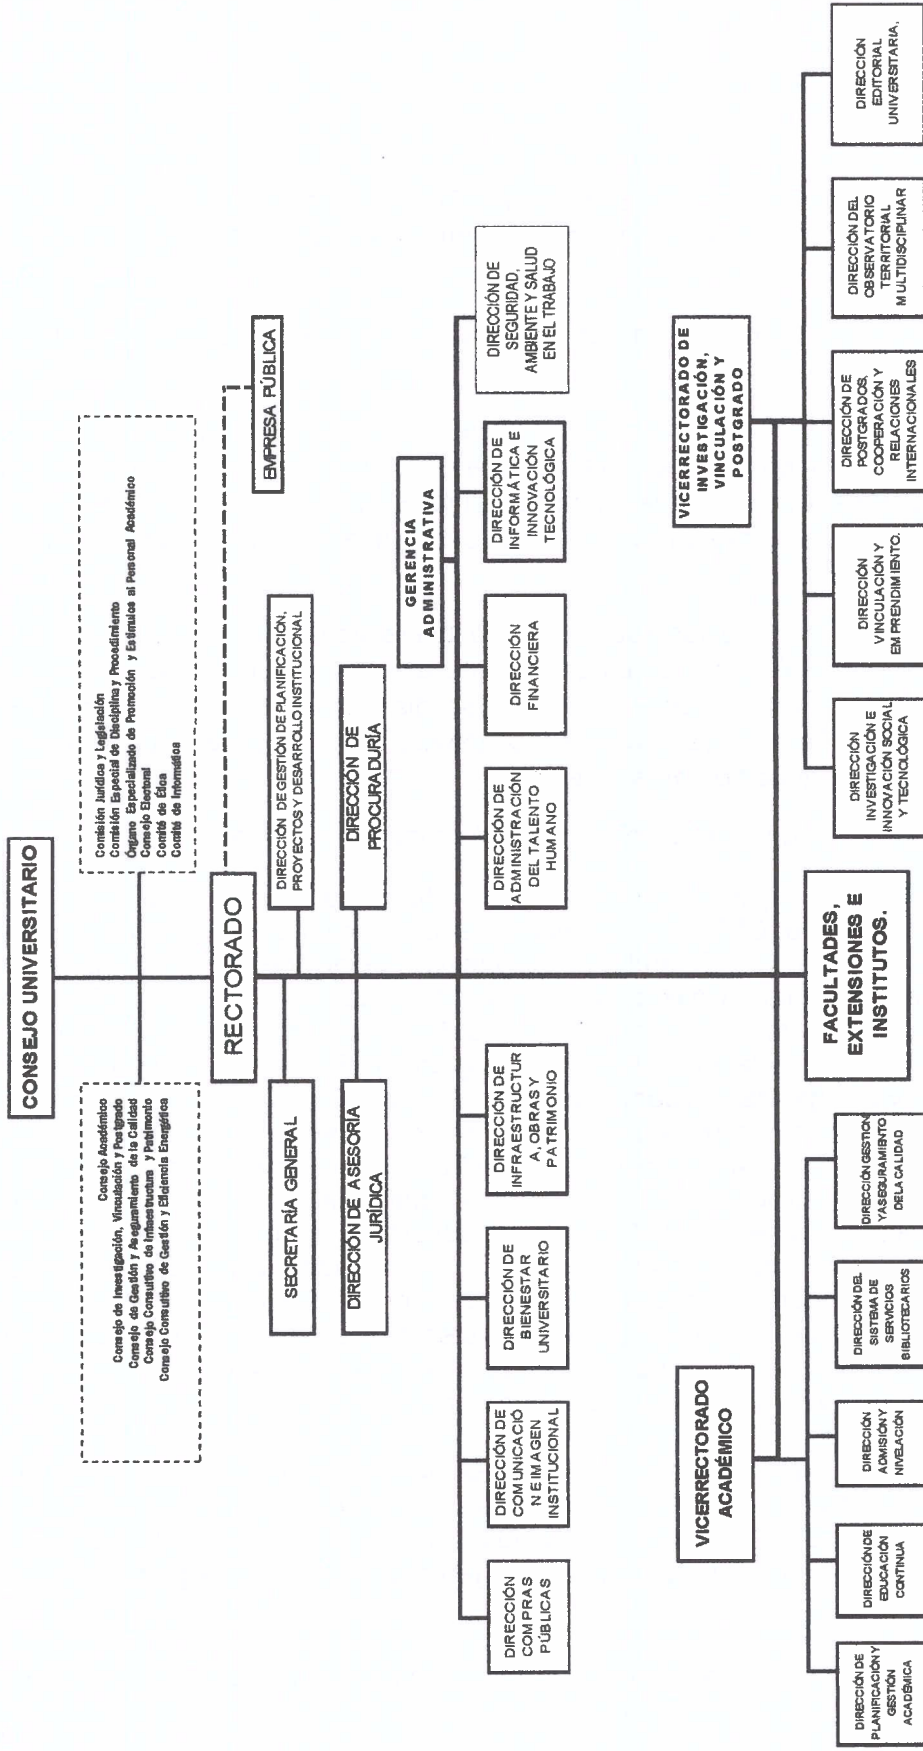 CONSEJO UNIVERSITARIO
Consejo Académico
Consejo de Investigación, Vinculación y Postgrado
Consejo de Gestión y Aseguramiento de la Calidad
Consejo Consultivo de Infraestructura y Patrimonio
Consejo Consultivo de Gestión y Eficiencia Energética
Comisión Jurídica y Legislación
Comisión Especial de Disciplina y Procedimiento
Órgano Especializado de Promoción y Estímulos al Personal Académico
Consejo Electoral
Comité de Ética
Comité de Informática
RECTORADO
EMPRESA PÚBLICA
SECRETARÍA GENERAL
DIRECCIÓN DE GESTIÓN DE PLANIFICACIÓN,
PROYECTOS Y DESARROLLO INSTITUCIONAL
DIRECCIÓN DE ASESORÍA
JURÍDICA
DIRECCIÓN DE
PROCURADURÍA
GERENCIA
ADMINISTRATIVA
DIRECCIÓN
COMPRAS
PÚBLICAS
DIRECCIÓN DE
COMUNICACIÓ
N E IMAGEN
INSTITUCIONAL
DIRECCIÓN DE
BIENESTAR
UNIVERSITARIO
DIRECCIÓN DE
INFRAESTRUCTUR
A, OBRAS Y
PATRIMONIO
DIRECCIÓN DE
ADMINISTRACIÓN
DEL TALENTO
HUMANO
DIRECCIÓN
FINANCIERA
DIRECCIÓN DE
INFORMÁTICA E
INNOVACIÓN
TECNOLÓGICA
DIRECCIÓN DE
SEGURIDAD,
AMBIENTE Y SALUD
EN EL TRABAJO
VICERRECTORADO
ACADÉMICO
VICERRECTORADO DE
INVESTIGACIÓN,
VINCULACIÓN Y
POSTGRADO
DIRECCIÓN DE
PLANIFICACIÓN Y
GESTIÓN
ACADÉMICA
DIRECCIÓN DE
EDUCACIÓN
CONTINUA
DIRECCIÓN
ADMISIÓN Y
NIVELACIÓN
DIRECCIÓN DEL
SISTEMA DE
SERVICIOS
BIBLIOTECARIOS
DIRECCIÓN GESTIÓN
Y ASEGURAMIENTO
DE LA CALIDAD
FACULTADES,
EXTENSIONES E
INSTITUTOS.
DIRECCIÓN
INVESTIGACIÓN E
INNOVACIÓN SOCIAL
Y TECNOLÓGICA
DIRECCIÓN
VINCULACIÓN Y
EMPRENDIMIENTO.
DIRECCIÓN DE
POSTGRADOS,
COOPERACIÓN Y
RELACIONES
INTERNACIONALES
DIRECCIÓN DEL
OBSERVATORIO
TERRITORIAL
MULTIDISCIPLINAR
DIRECCIÓN
EDITORIAL
UNIVERSITARIA.